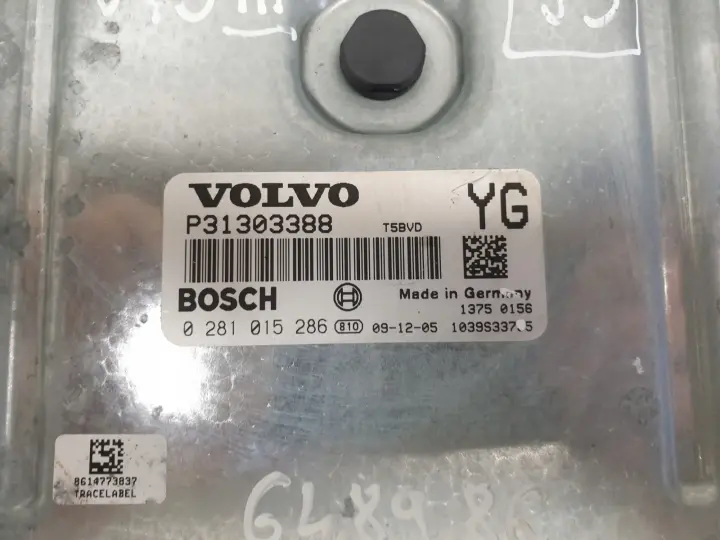 VOLVO YG
P31303388 T5BVD
BOSCH Made in Germany
1375 0156
0 281 015 286 810 09-12-05
8614773837
TRACELABEL